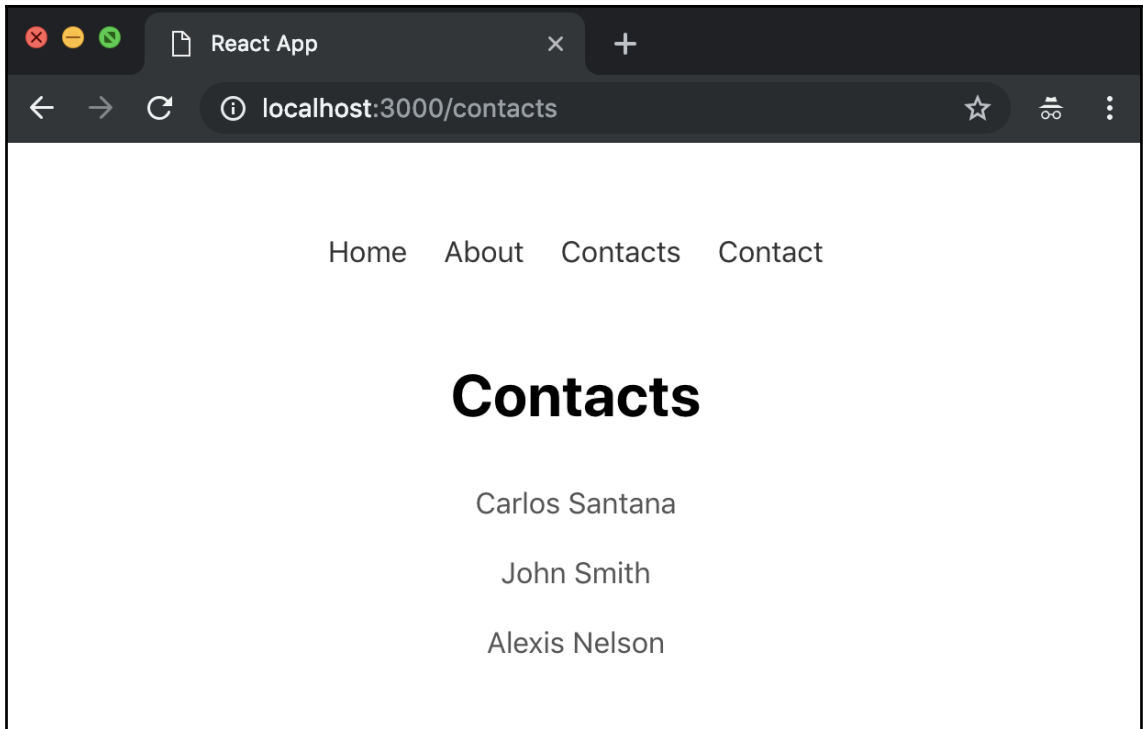 React App
localhost:3000/contacts
Home About Contacts Contact
Contacts
Carlos Santana
John Smith
Alexis Nelson